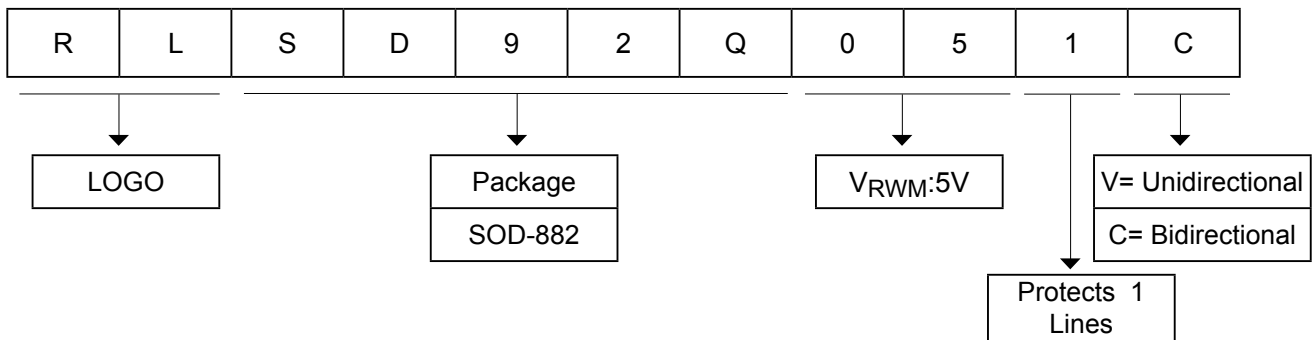 R L S D 9 2 Q 0 5 1 C
LOGO
Package
SOD-882
VRWM:5V
V= Unidirectional
C= Bidirectional
Protects 1
Lines